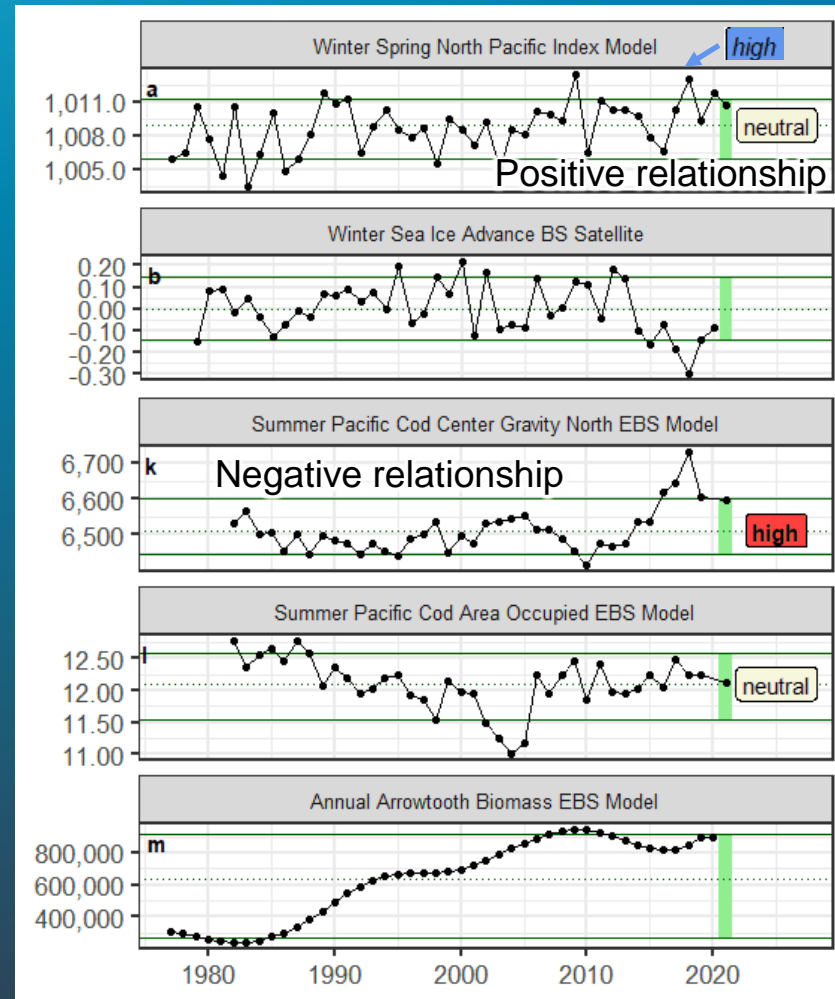 Winter Spring North Pacific Index Model
high
a
1,011.0
1,008.0
1,005.0
neutral
Positive relationship
Winter Sea Ice Advance BS Satellite
b
0.20
0.10
0.00
-0.10
-0.20
-0.30
Summer Pacific Cod Center Gravity North EBS Model
k
6,700
6,600
6,500
Negative relationship
high
Summer Pacific Cod Area Occupied EBS Model
l
12.50
12.00
11.50
11.00
neutral
Annual Arrowtooth Biomass EBS Model
m
800,000
600,000
400,000
1980 1990 2000 2010 2020